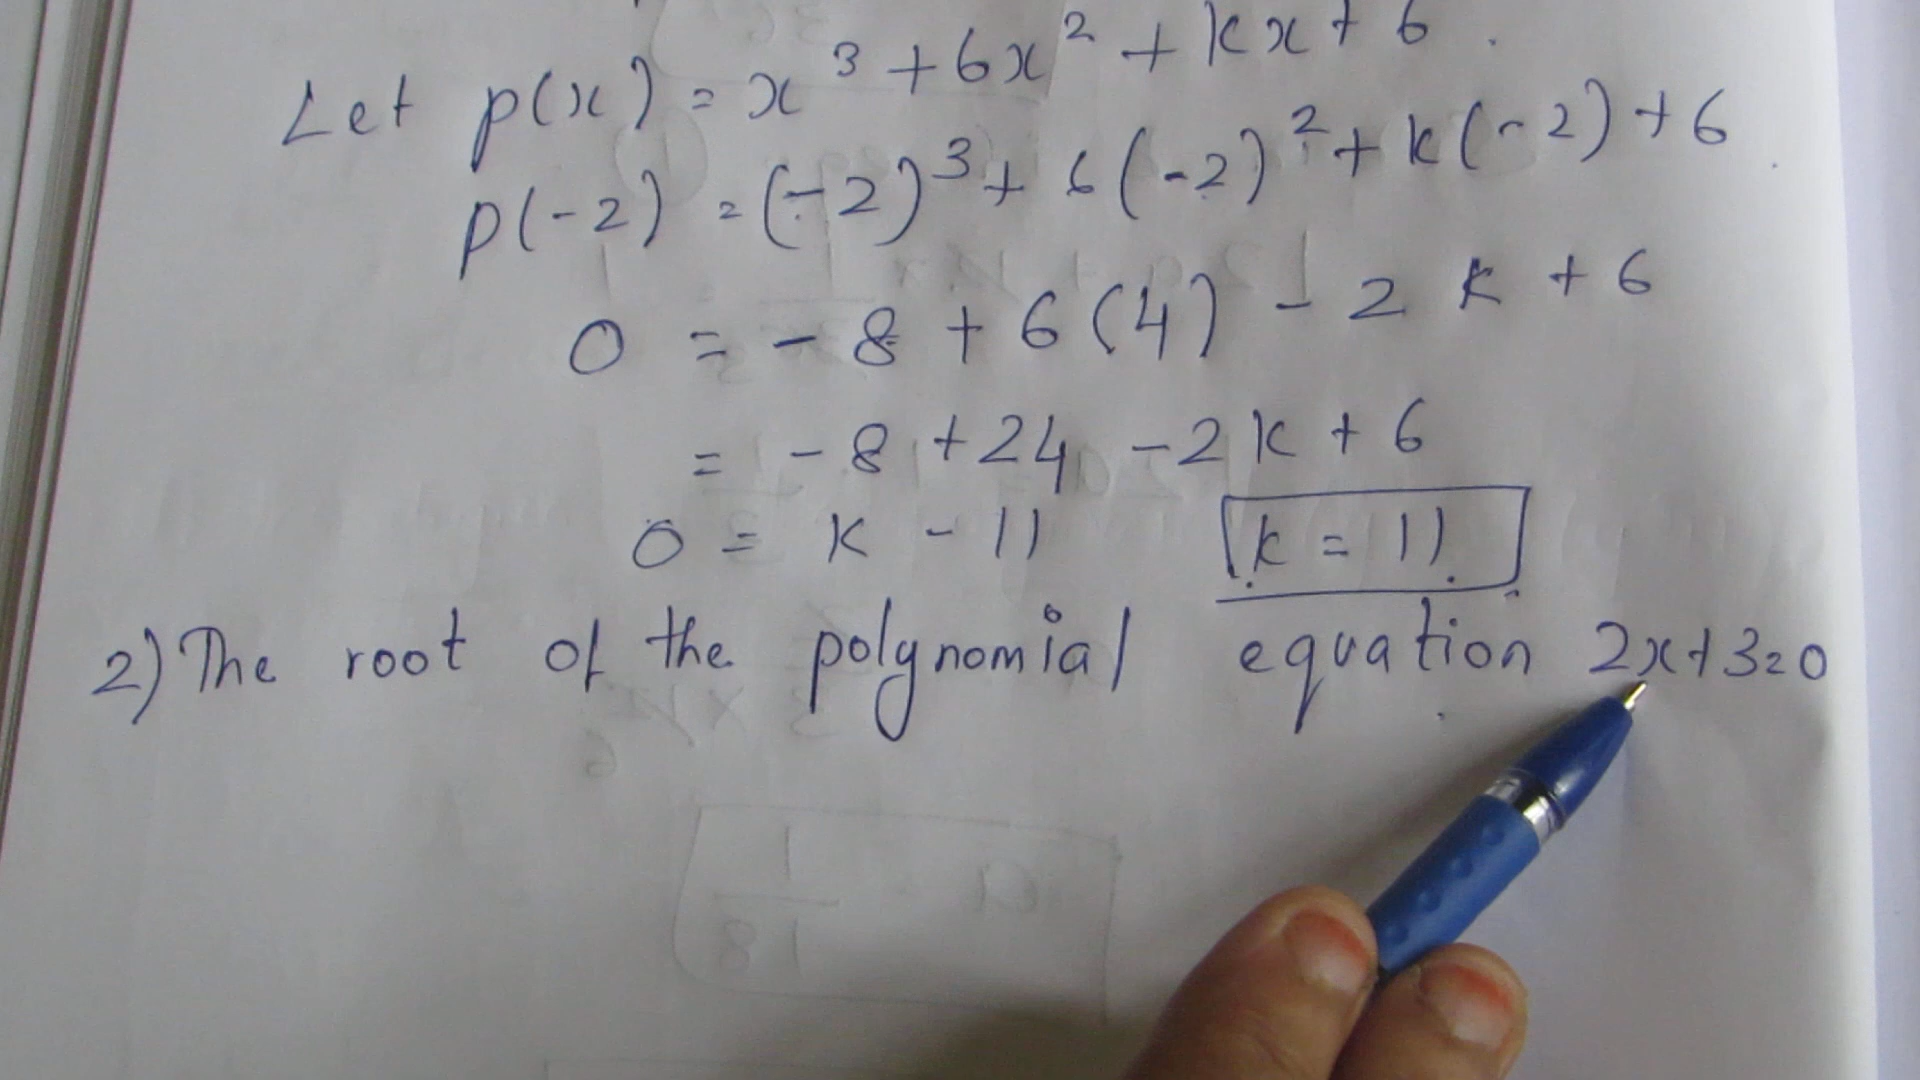 Let p(x) = x³ + 6x² + kx + 6.
p(-2) = (-2)³ + 6(-2)² + k(-2) + 6
0 = -8 + 6(4) - 2k + 6
= -8 + 24 - 2k + 6
0 = k - 11 k = 11
2) The root of the polynomial equation 2x+3=0